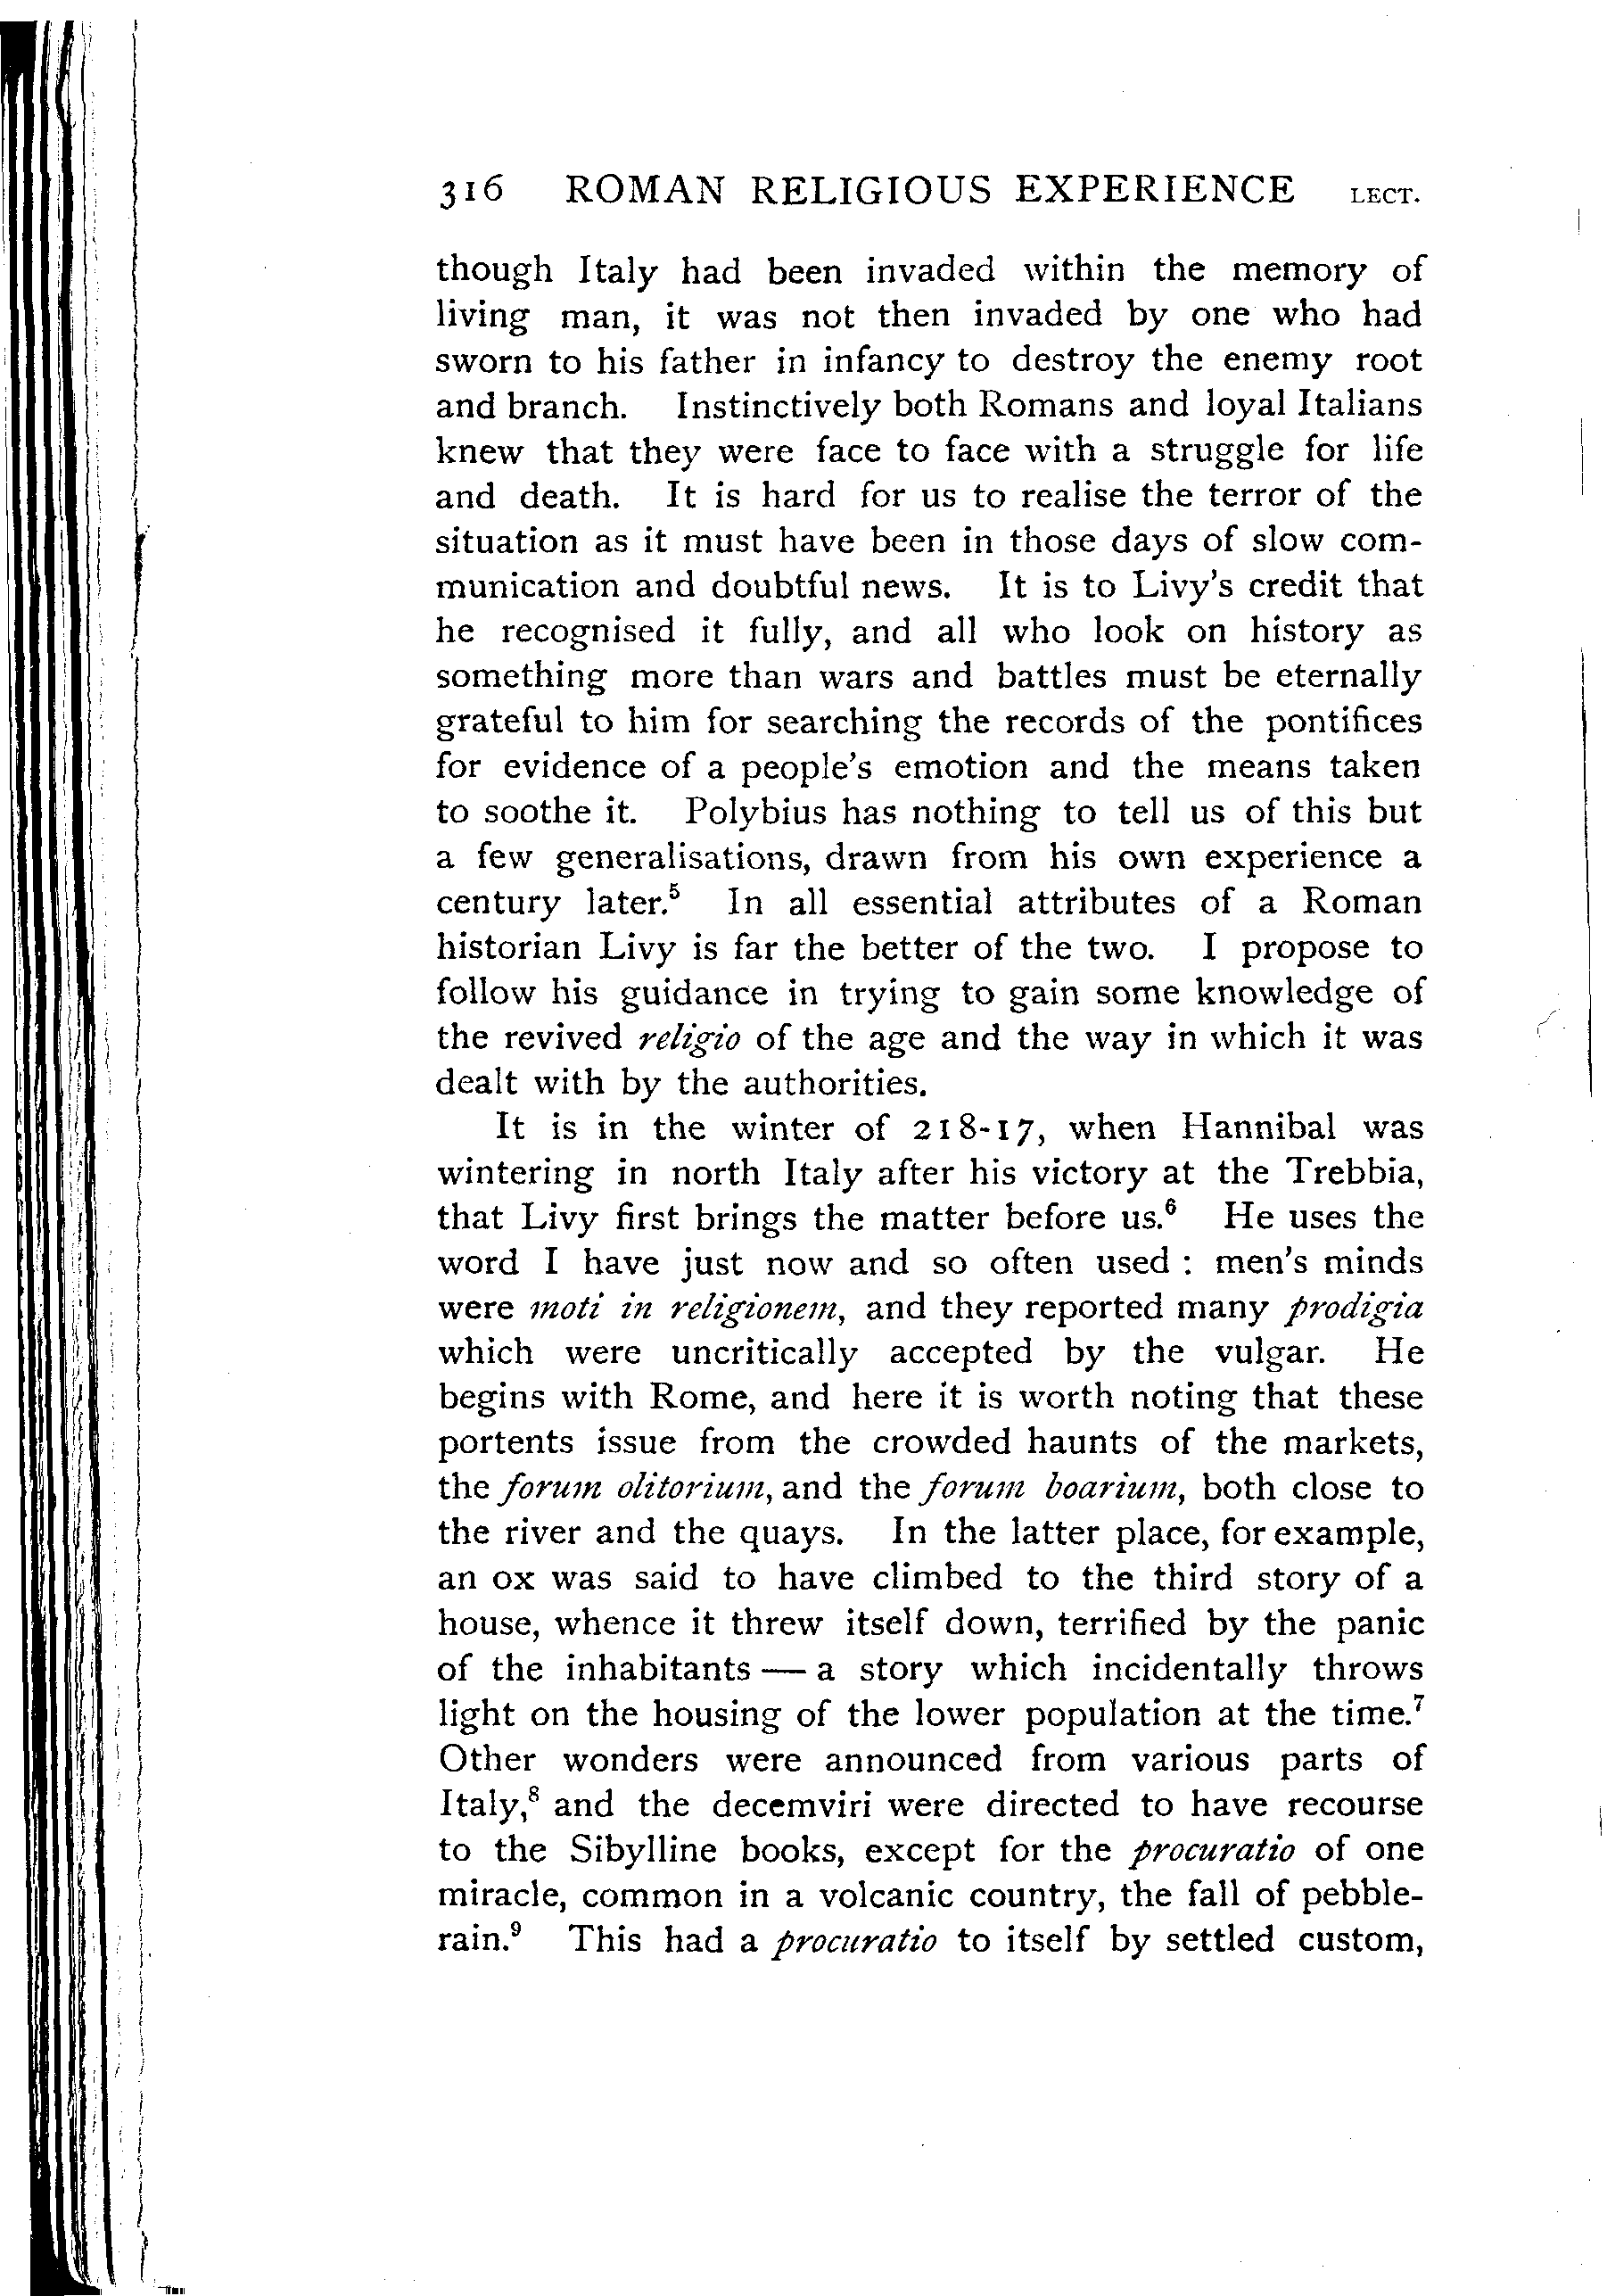 316 ROMAN RELIGIOUS EXPERIENCE LECT.
though Italy had been invaded within the memory of
living man, it was not then invaded by one who had
sworn to his father in infancy to destroy the enemy root
and branch. Instinctively both Romans and loyal Italians
knew that they were face to face with a struggle for life
and death. It is hard for us to realise the terror of the
situation as it must have been in those days of slow com-
munication and doubtful news. It is to Livy's credit that
he recognised it fully, and all who look on history as
something more than wars and battles must be eternally
grateful to him for searching the records of the pontifices
for evidence of a people's emotion and the means taken
to soothe it. Polybius has nothing to tell us of this but
a few generalisations, drawn from his own experience a
century later.⁵ In all essential attributes of a Roman
historian Livy is far the better of the two. I propose to
follow his guidance in trying to gain some knowledge of
the revived religio of the age and the way in which it was
dealt with by the authorities.
It is in the winter of 218-17, when Hannibal was
wintering in north Italy after his victory at the Trebbia,
that Livy first brings the matter before us.⁶ He uses the
word I have just now and so often used : men's minds
were moti in religionem, and they reported many prodigia
which were uncritically accepted by the vulgar. He
begins with Rome, and here it is worth noting that these
portents issue from the crowded haunts of the markets,
the forum olitorium, and the forum boarium, both close to
the river and the quays. In the latter place, for example,
an ox was said to have climbed to the third story of a
house, whence it threw itself down, terrified by the panic
of the inhabitants — a story which incidentally throws
light on the housing of the lower population at the time.⁷
Other wonders were announced from various parts of
Italy,⁸ and the decemviri were directed to have recourse
to the Sibylline books, except for the procuratio of one
miracle, common in a volcanic country, the fall of pebble-
rain.⁹ This had a procuratio to itself by settled custom,